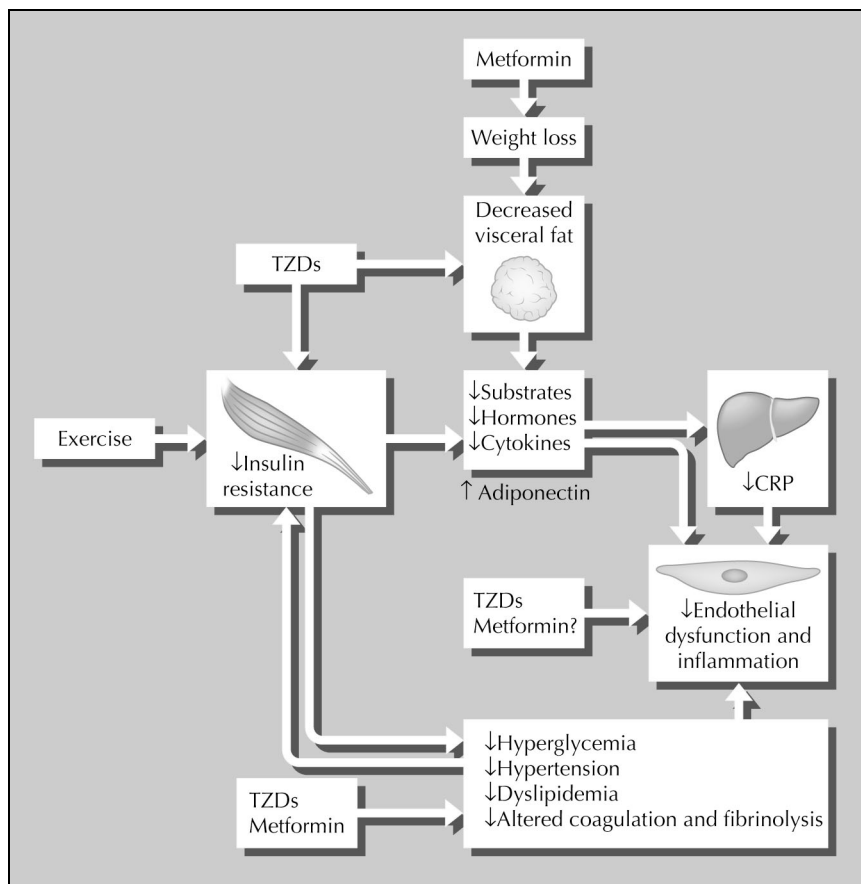 Metformin
Weight loss
Decreased
visceral fat
TZDs
Exercise
↓Insulin
resistance
↓Substrates
↓Hormones
↓Cytokines
↑ Adiponectin
↓CRP
TZDs
Metformin?
↓Endothelial
dysfunction and
inflammation
TZDs
Metformin
↓Hyperglycemia
↓Hypertension
↓Dyslipidemia
↓Altered coagulation and fibrinolysis